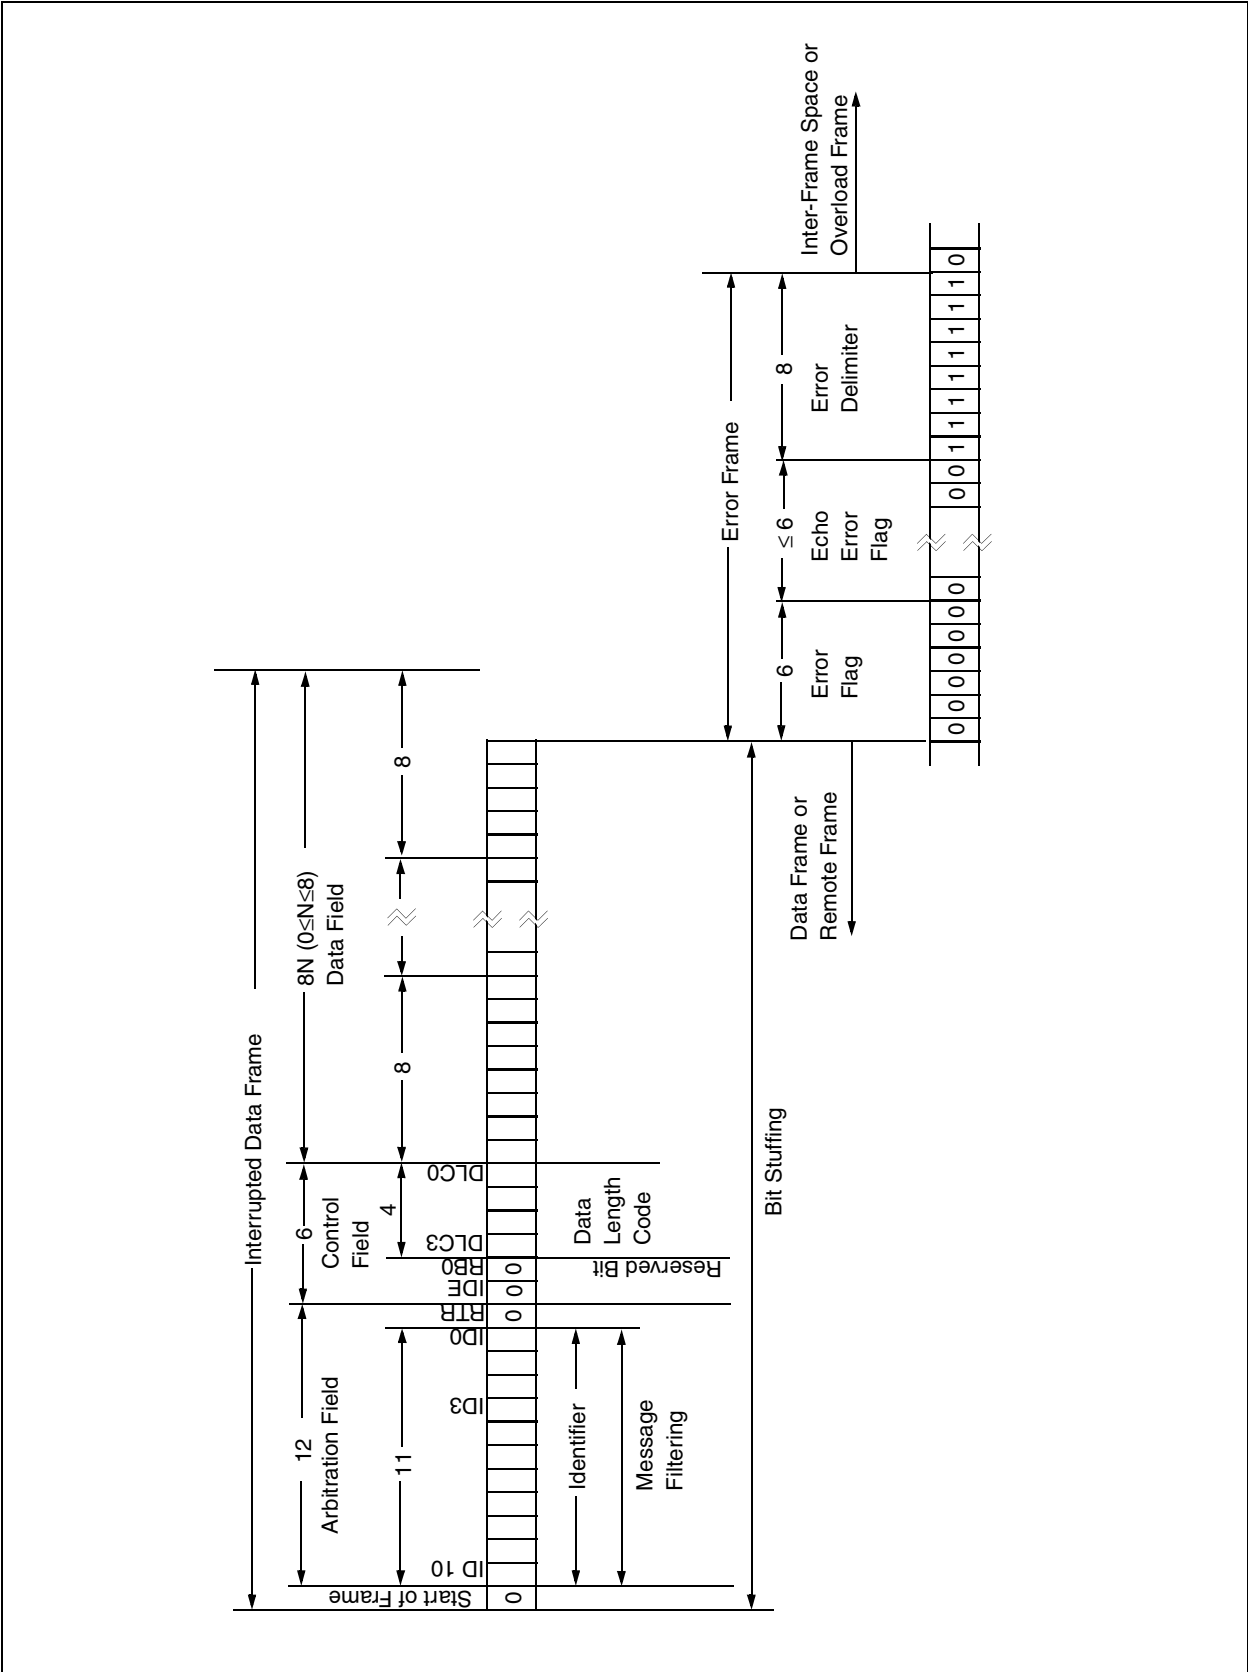 Interrupted Data Frame
12
Arbitration Field
6
Control
Field
8N (0≤N≤8)
Data Field
11
4
8
8
Start of Frame
ID 10
ID3
ID0
RTR
IDE
RB0
DLC3
DLC0
0
0
0
0
Identifier
Message
Filtering
Reserved Bit
Data
Length
Code
Bit Stuffing
Error Frame
6
Error
Flag
≤ 6
Echo
Error
Flag
8
Error
Delimiter
Data Frame or
Remote Frame
Inter-Frame Space or
Overload Frame
0 0 0 0 0 0 0 0 0 1 1 1 1 1 1 1 1 0